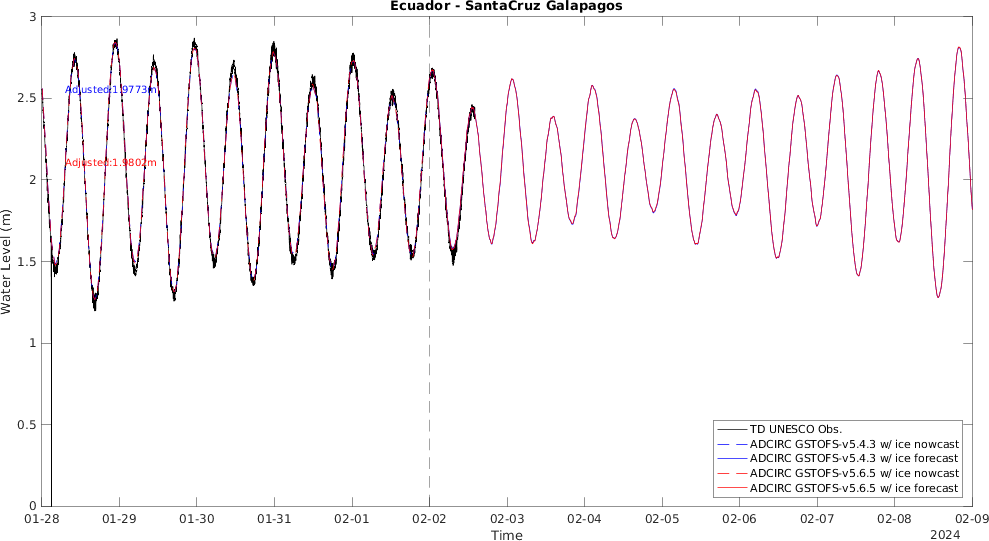 Ecuador - SantaCruz Galapagos
3
2.5
2
1.5
1
0.5
0
Water Level (m)
Adjusted:1.9773m
Adjusted:1.9802m
TD UNESCO Obs.
ADCIRC GSTOFS-v5.4.3 w/ ice nowcast
ADCIRC GSTOFS-v5.4.3 w/ ice forecast
ADCIRC GSTOFS-v5.6.5 w/ ice nowcast
ADCIRC GSTOFS-v5.6.5 w/ ice forecast
01-28 01-29 01-30 01-31 02-01 02-02 02-03 02-04 02-05 02-06 02-07 02-08 02-09
Time
2024